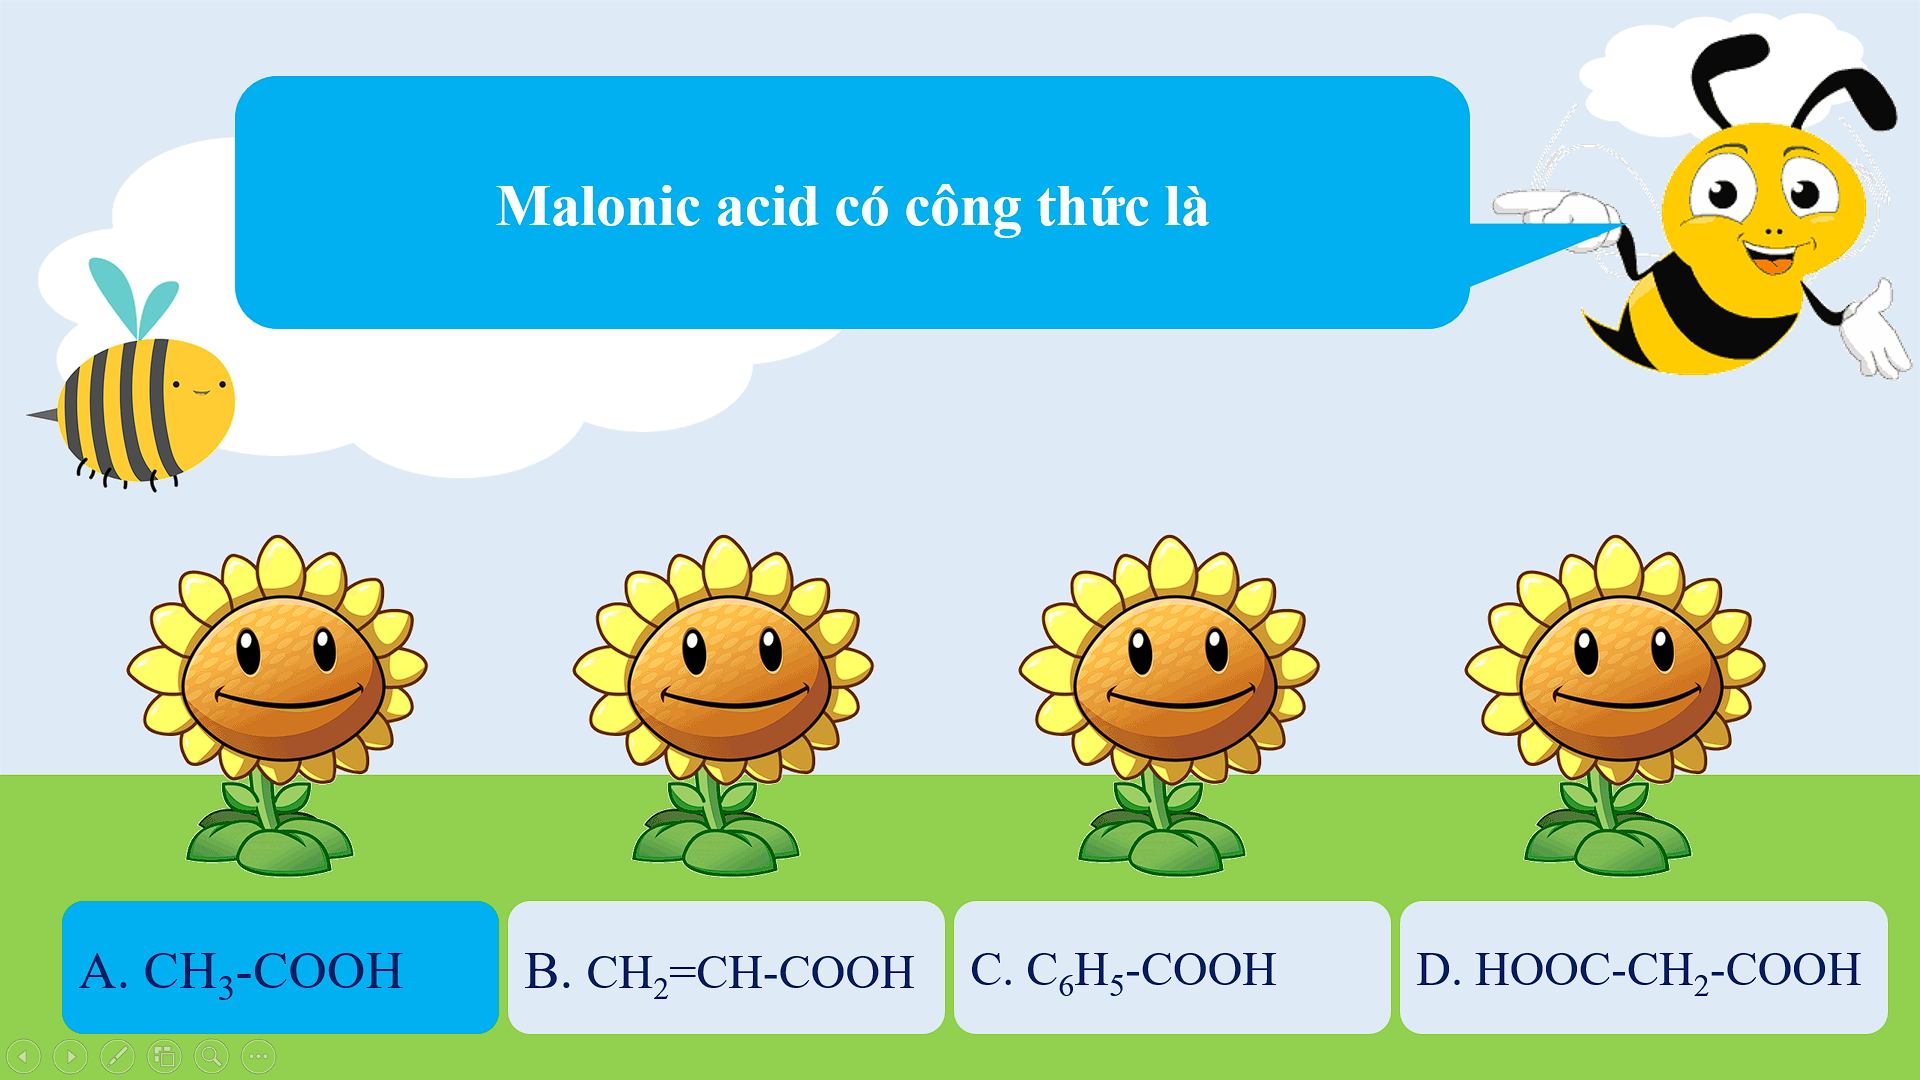 Malonic acid có công thức là
A. CH₃-COOH
B. CH₂=CH-COOH
C. C₆H₅-COOH
D. HOOC-CH₂-COOH